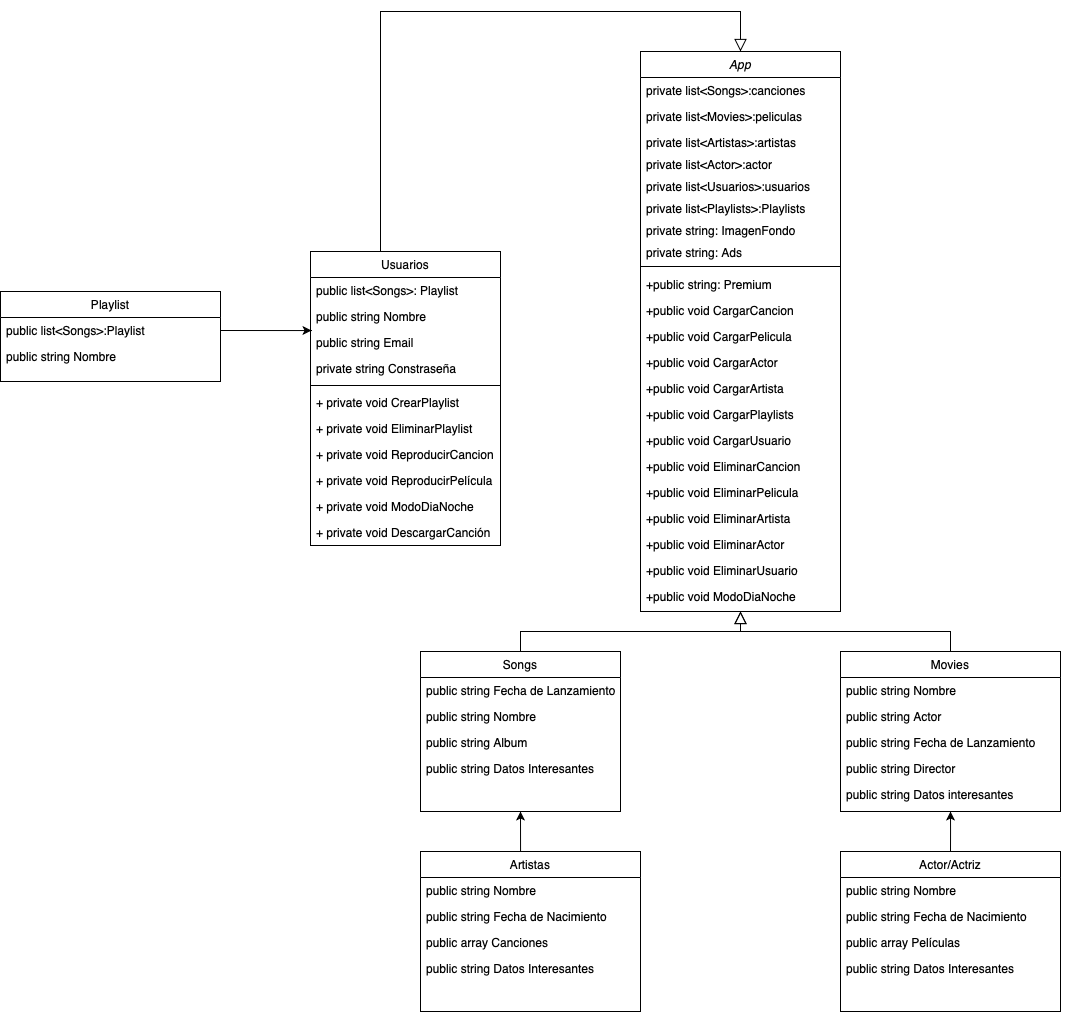 App
private list<Songs>:canciones
private list<Movies>:peliculas
private list<Artistas>:artistas
private list<Actor>:actor
private list<Usuarios>:usuarios
private list<Playlists>:Playlists
private string: ImagenFondo
private string: Ads
+public string: Premium
+public void CargarCancion
+public void CargarPelicula
+public void CargarActor
+public void CargarArtista
+public void CargarPlaylists
+public void CargarUsuario
+public void EliminarCancion
+public void EliminarPelicula
+public void EliminarArtista
+public void EliminarActor
+public void EliminarUsuario
+public void ModoDiaNoche
Usuarios
public list<Songs>: Playlist
public string Nombre
public string Email
private string Constraseña
+ private void CrearPlaylist
+ private void EliminarPlaylist
+ private void ReproducirCancion
+ private void ReproducirPelícula
+ private void ModoDiaNoche
+ private void DescargarCanción
Playlist
public list<Songs>:Playlist
public string Nombre
Songs
public string Fecha de Lanzamiento
public string Nombre
public string Album
public string Datos Interesantes
Movies
public string Nombre
public string Actor
public string Fecha de Lanzamiento
public string Director
public string Datos interesantes
Artistas
public string Nombre
public string Fecha de Nacimiento
public array Canciones
public string Datos Interesantes
Actor/Actriz
public string Nombre
public string Fecha de Nacimiento
public array Películas
public string Datos Interesantes